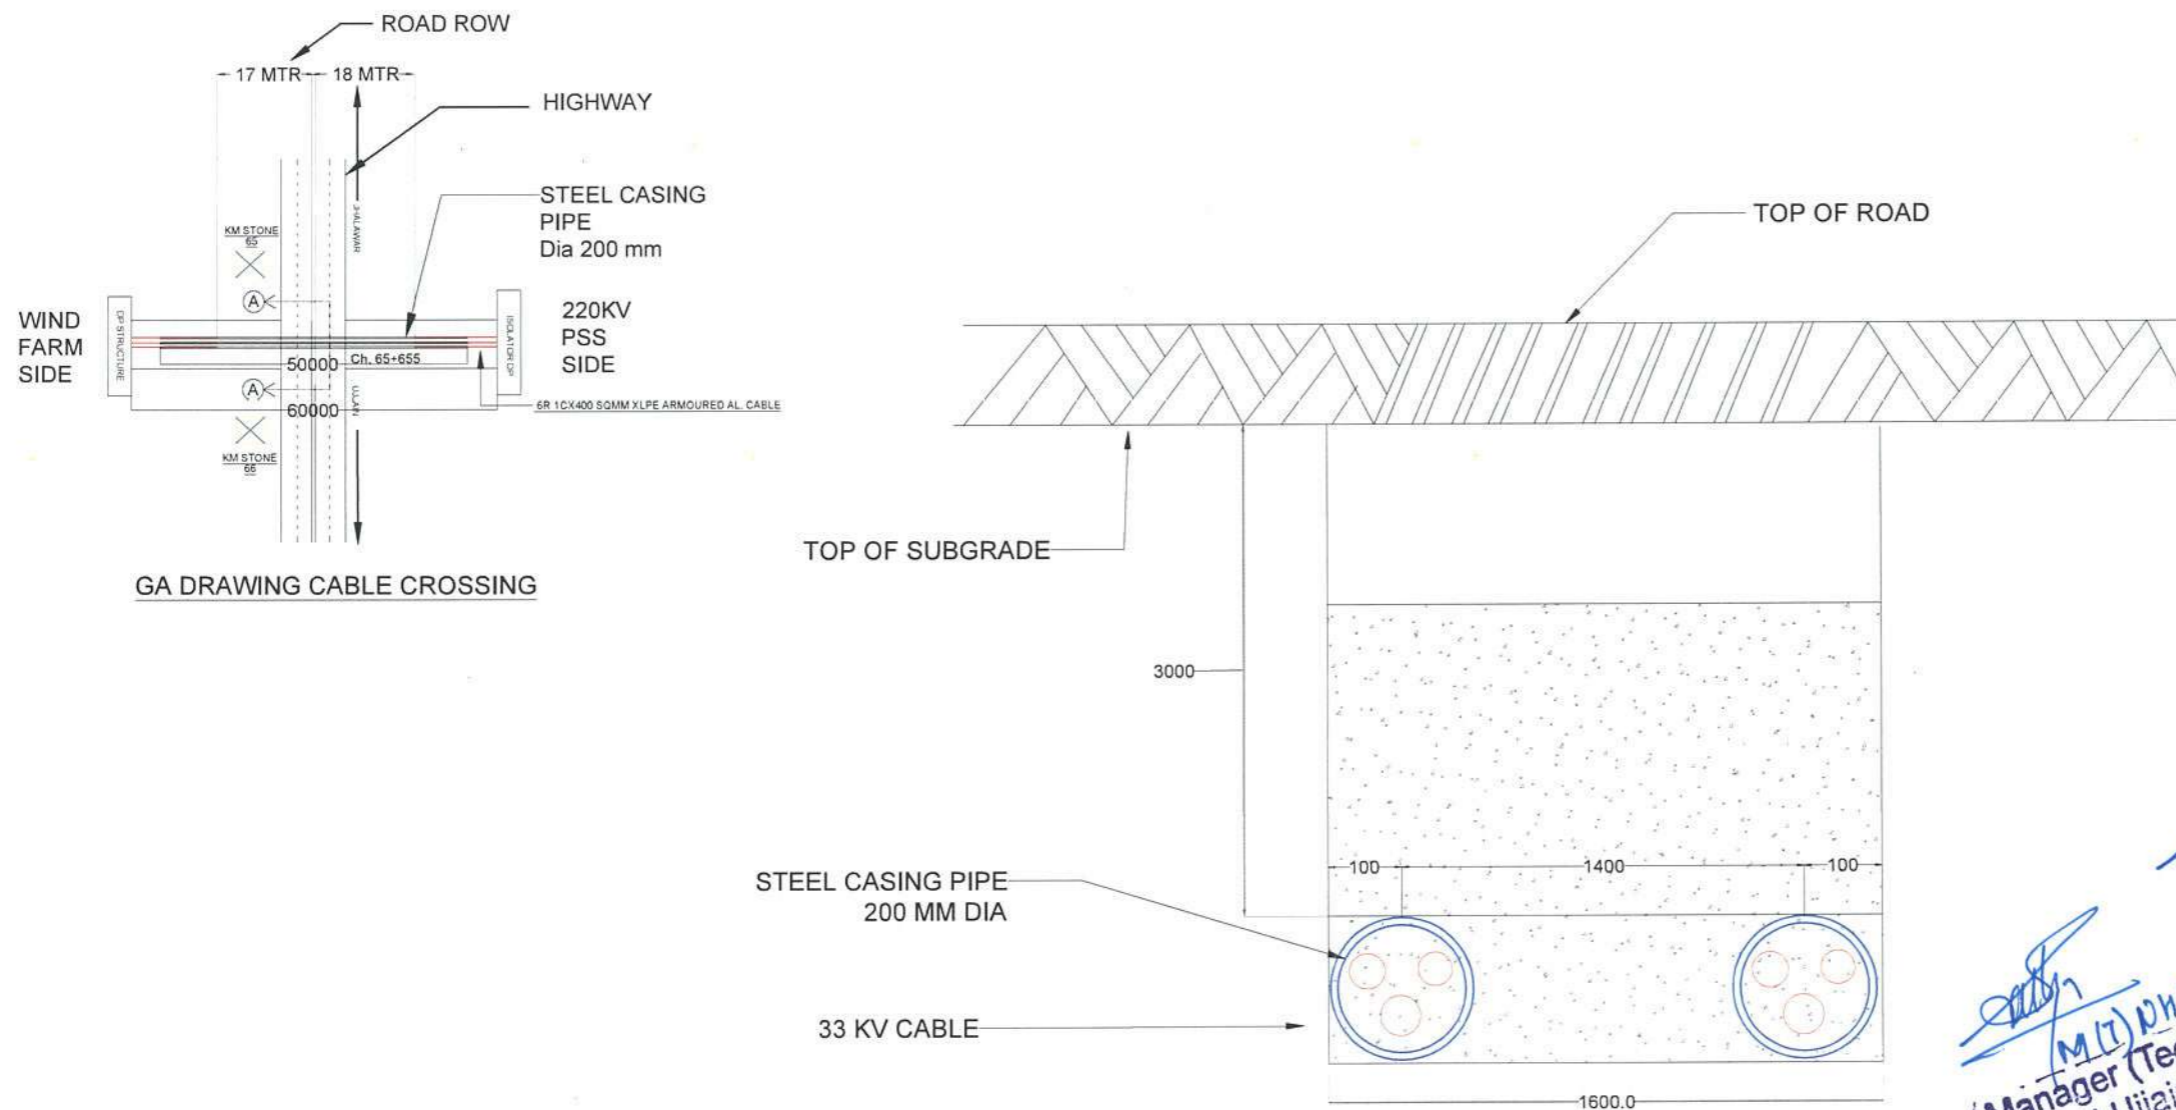 ROAD ROW
17 MTR
18 MTR
HIGHWAY
STEEL CASING
PIPE
Dia 200 mm
JHALAWAR
KM STONE
65
A
WIND
FARM
SIDE
DP STRUCTURE
ISOLATOR DP
220KV
PSS
SIDE
50000
Ch. 65+655
A
UJJAN
60000
6R 1CX400 SQMM XLPE ARMOURED AL. CABLE
KM STONE
66
GA DRAWING CABLE CROSSING
TOP OF ROAD
TOP OF SUBGRADE
3000
100
1400
100
STEEL CASING PIPE
200 MM DIA
33 KV CABLE
1600.0
M(T)
Manager